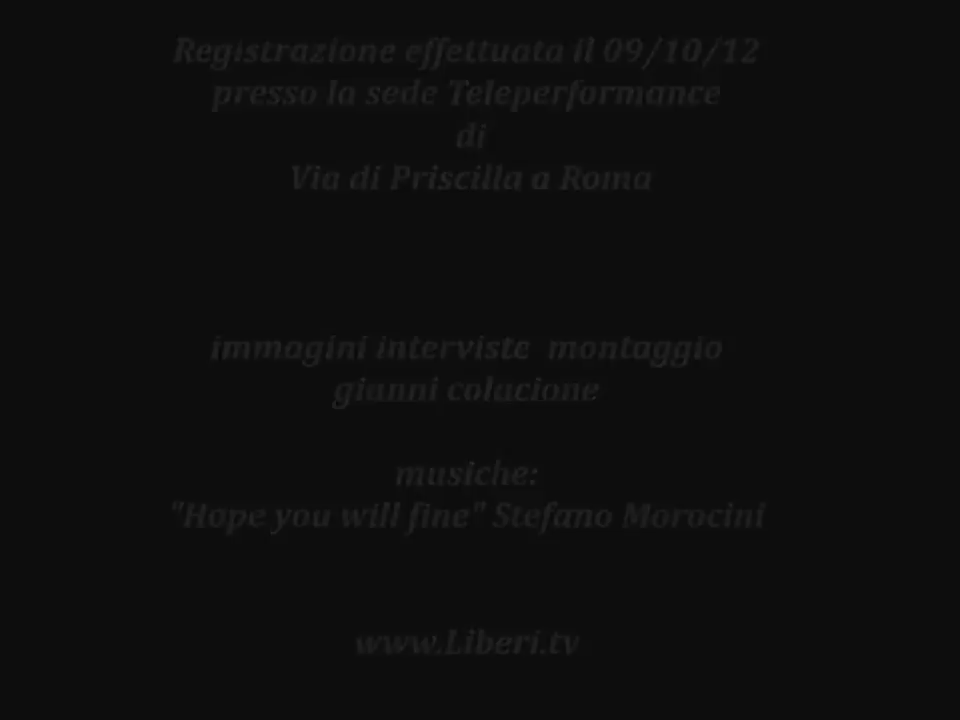 Registrazione effettuata il 09/10/12
presso la sede Teleperformance
di
Via di Priscilla a Roma
immagini interviste montaggio
gianni colacione
musiche:
"Hope you will fine" Stefano Morocini
www.Liberi.tv